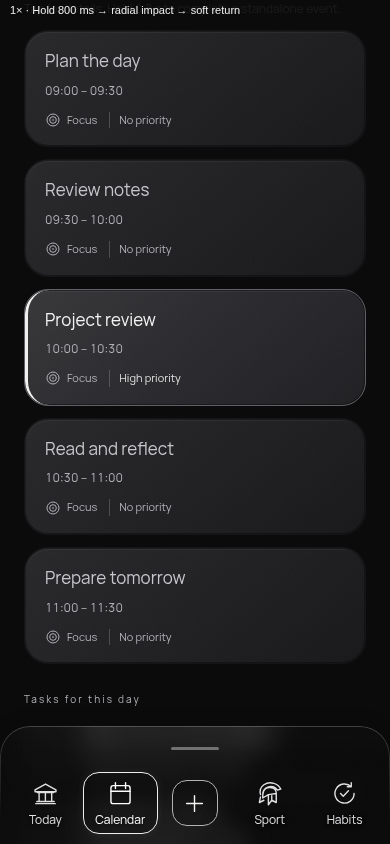 1× · Hold 800 ms → radial impact → soft return
standalone event.
Plan the day
09:00 – 09:30
Focus No priority
Review notes
09:30 – 10:00
Focus No priority
Project review
10:00 – 10:30
Focus High priority
Read and reflect
10:30 – 11:00
Focus No priority
Prepare tomorrow
11:00 – 11:30
Focus No priority
Tasks for this day
Today Calendar Sport Habits